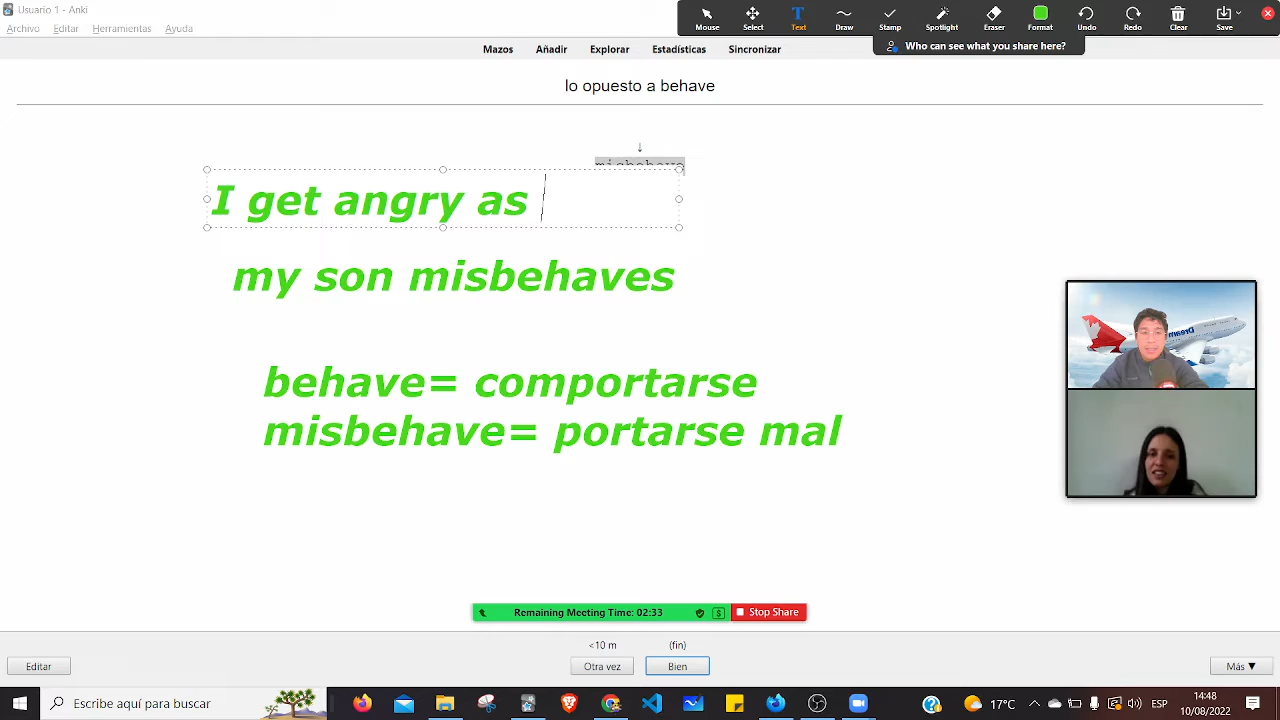 Usuario 1 - Anki
Archivo Editar Herramientas Ayuda
Mouse Select Text Draw Stamp Spotlight Eraser Format Undo Redo Clear Save
Who can see what you share here?
Mazos Añadir Explorar Estadísticas Sincronizar
lo opuesto a behave
↓
misbehave
I get angry as
my son misbehaves
behave= comportarse
misbehave= portarse mal
Dream
Remaining Meeting Time: 02:33 $ Stop Share
<10 m (fin)
Editar Otra vez Bien Más ▼
Escribe aquí para buscar 17°C ESP 14:48
10/08/2022